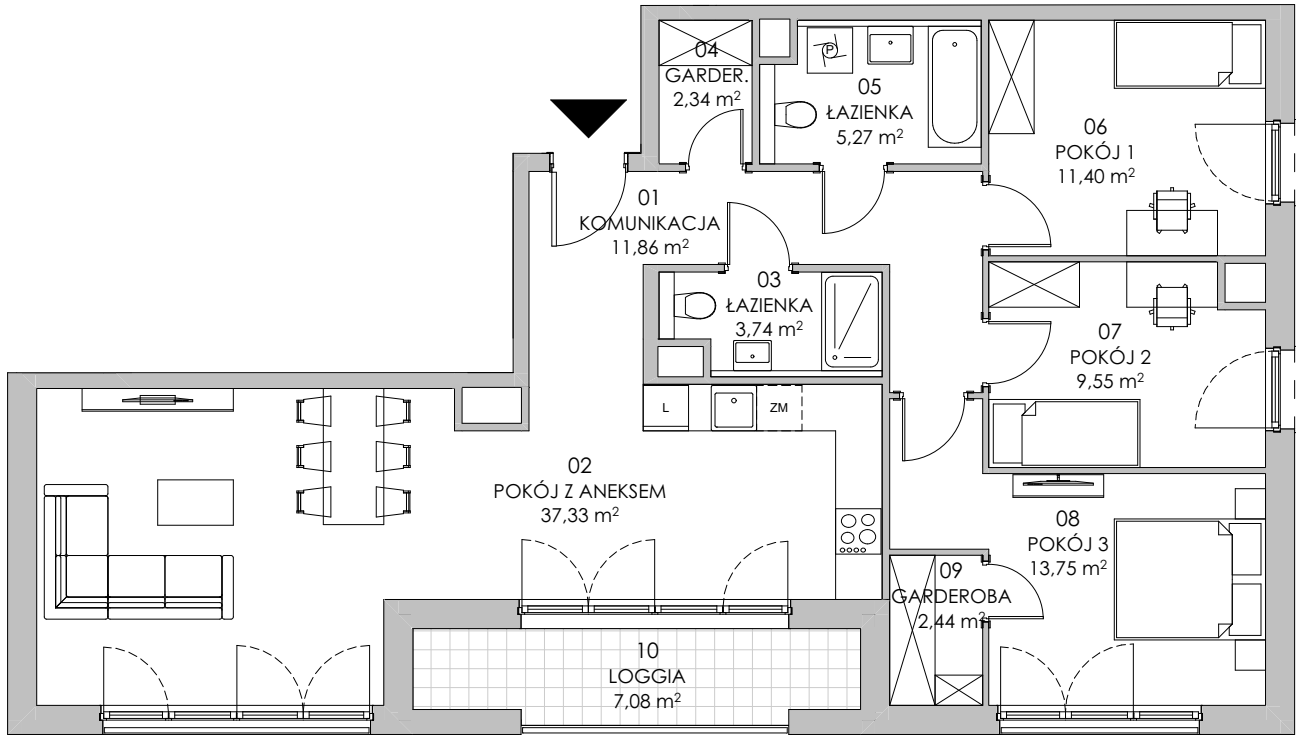 04
GARDER.
2,34 m²
P
05
ŁAZIENKA
5,27 m²
06
POKÓJ 1
11,40 m²
01
KOMUNIKACJA
11,86 m²
03
ŁAZIENKA
3,74 m²
07
POKÓJ 2
9,55 m²
L
ZM
02
POKÓJ Z ANEKSEM
37,33 m²
08
POKÓJ 3
13,75 m²
09
GARDEROBA
2,44 m²
10
LOGGIA
7,08 m²